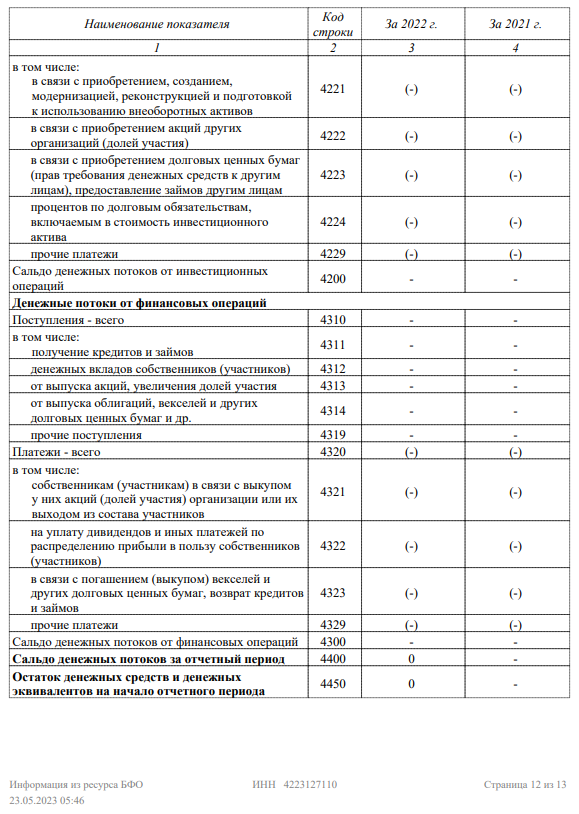 Наименование показателя Код строки За 2022 г. За 2021 г.
1 2 3 4
в том числе:
в связи с приобретением, созданием,
модернизацией, реконструкцией и подготовкой
к использованию внеоборотных активов 4221 (-) (-)
в связи с приобретением акций других
организаций (долей участия) 4222 (-) (-)
в связи с приобретением долговых ценных бумаг
(прав требования денежных средств к другим
лицам), предоставление займов другим лицам 4223 (-) (-)
процентов по долговым обязательствам,
включаемым в стоимость инвестиционного
актива 4224 (-) (-)
прочие платежи 4229 (-) (-)
Сальдо денежных потоков от инвестиционных
операций 4200 - -
Денежные потоки от финансовых операций
Поступления - всего 4310 - -
в том числе:
получение кредитов и займов 4311 - -
денежных вкладов собственников (участников) 4312 - -
от выпуска акций, увеличения долей участия 4313 - -
от выпуска облигаций, векселей и других
долговых ценных бумаг и др. 4314 - -
прочие поступления 4319 - -
Платежи - всего 4320 (-) (-)
в том числе:
собственникам (участникам) в связи с выкупом
у них акций (долей участия) организации или их
выходом из состава участников 4321 (-) (-)
на уплату дивидендов и иных платежей по
распределению прибыли в пользу собственников
(участников) 4322 (-) (-)
в связи с погашением (выкупом) векселей и
других долговых ценных бумаг, возврат кредитов
и займов 4323 (-) (-)
прочие платежи 4329 (-) (-)
Сальдо денежных потоков от финансовых операций 4300 - -
Сальдо денежных потоков за отчетный период 4400 0 -
Остаток денежных средств и денежных
эквивалентов на начало отчетного периода 4450 0 -
Информация из ресурса БФО ИНН 4223127110 Страница 12 из 13
23.05.2023 05:46